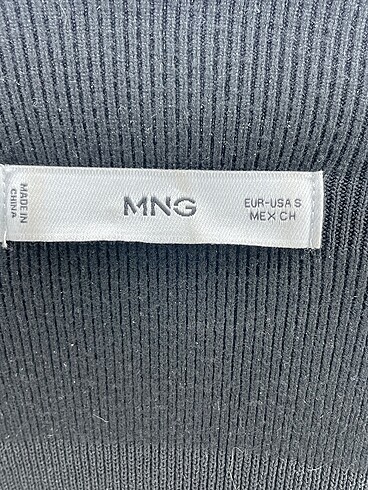 MADE IN
CHINA
MNG
EUR-USA S
MEX CH